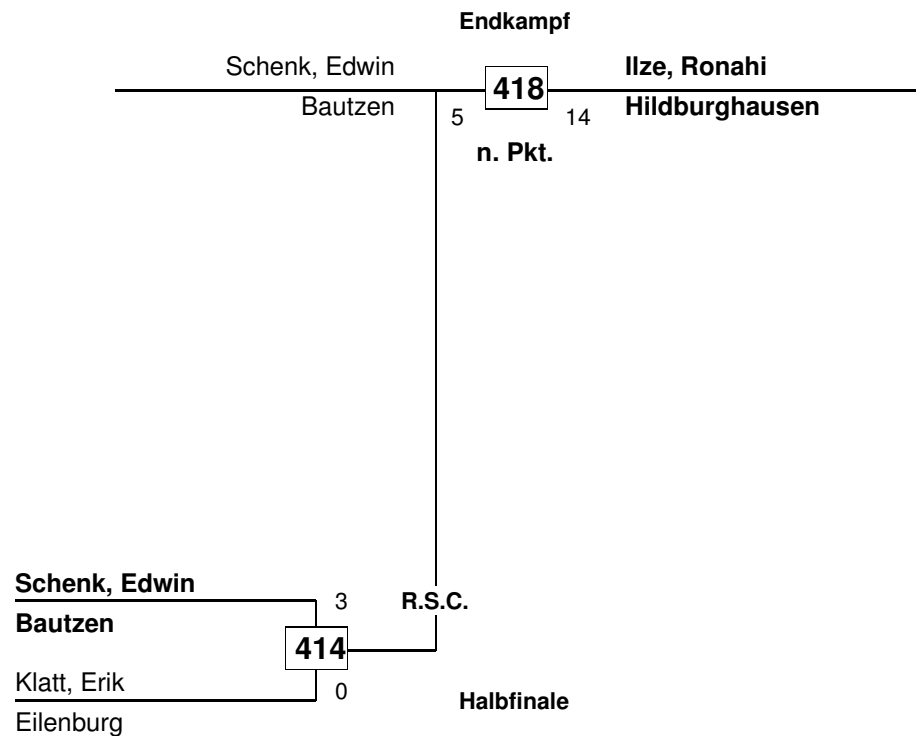 Endkampf
Schenk, Edwin 418 Ilze, Ronahi
Bautzen 5 14 Hildburghausen
n. Pkt.
Schenk, Edwin 3 R.S.C.
Bautzen
414
Klatt, Erik 0 Halbfinale
Eilenburg